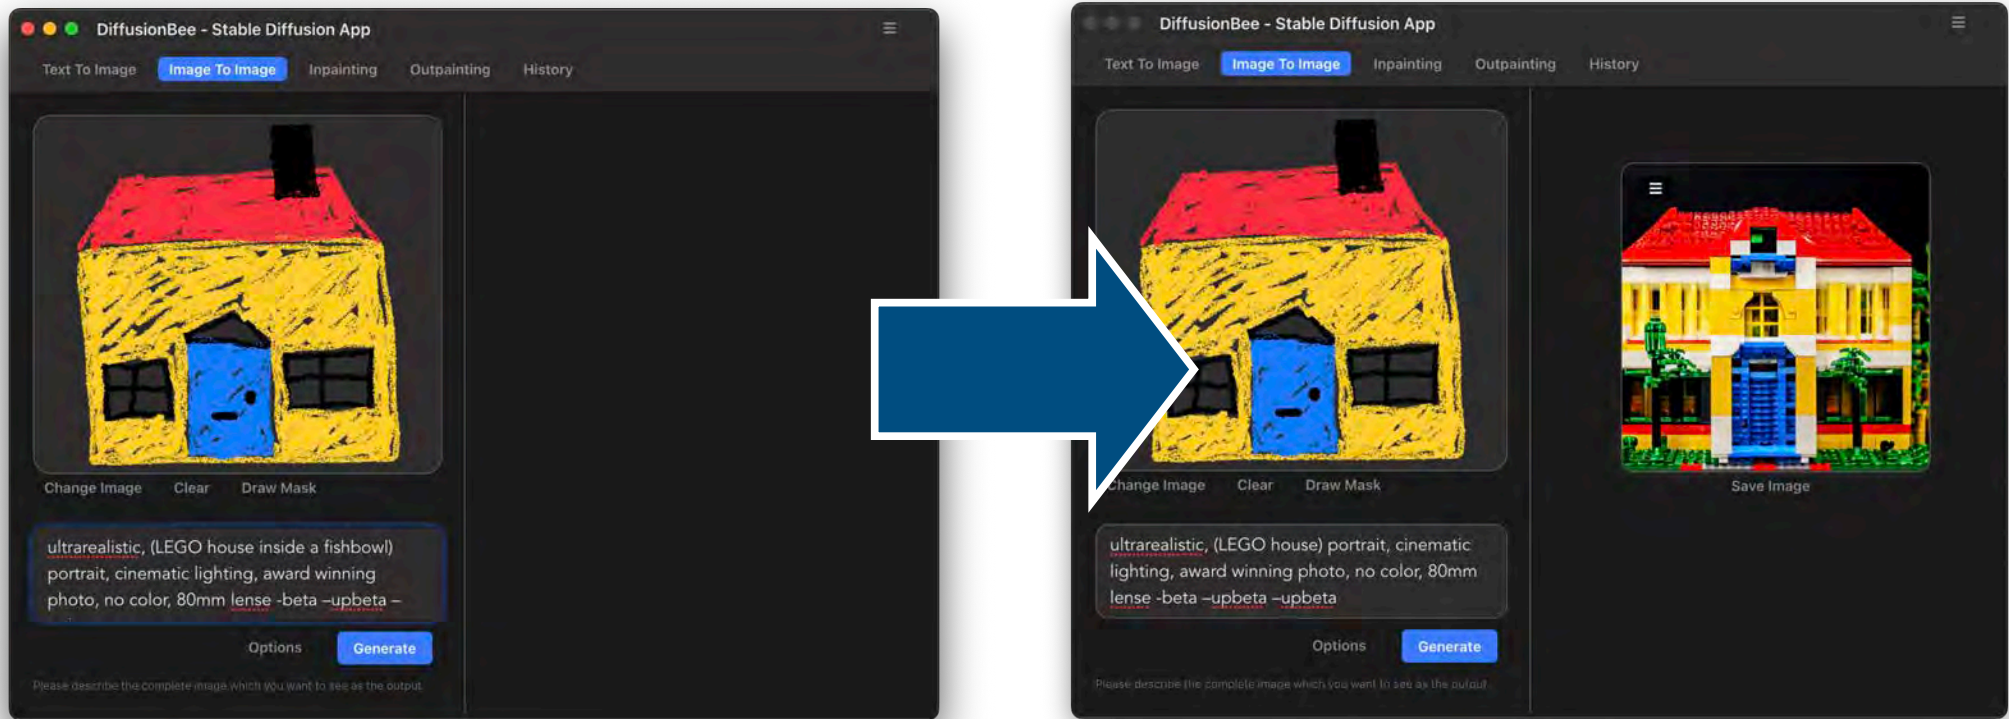 DiffusionBee - Stable Diffusion App
Text To Image Image To Image Inpainting Outpainting History
Change Image Clear Draw Mask
ultrarealistic, (LEGO house inside a fishbowl)
portrait, cinematic lighting, award winning
photo, no color, 80mm lense -beta –upbeta –
Options Generate
Please describe the complete image which you want to see as the output
DiffusionBee - Stable Diffusion App
Text To Image Image To Image Inpainting Outpainting History
Change Image Clear Draw Mask
ultrarealistic, (LEGO house) portrait, cinematic
lighting, award winning photo, no color, 80mm
lense -beta –upbeta –upbeta
Options Generate
Please describe the complete image which you want to see as the output
Save Image